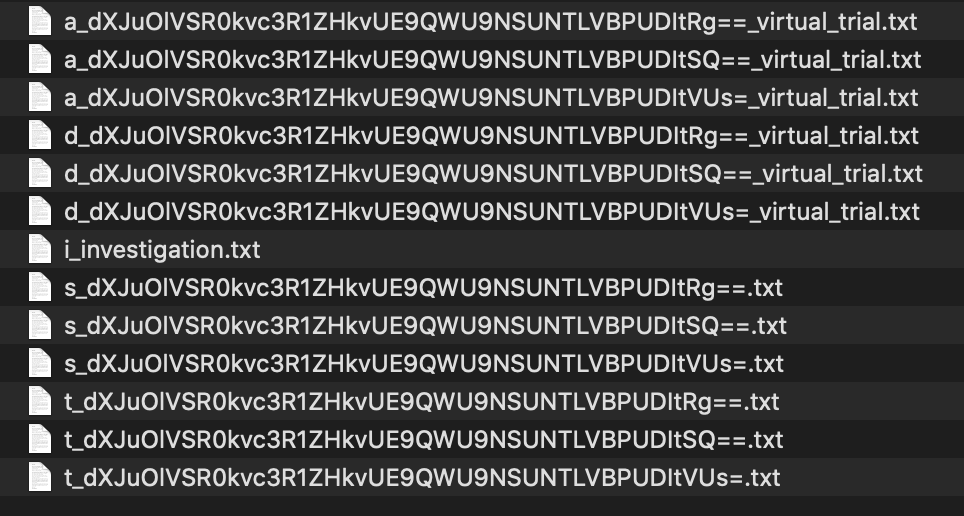 a_dXJuOlVSR0kvc3R1ZHkvUE9QWU9NSUNTLVBPUDItRg==_virtual_trial.txt
a_dXJuOlVSR0kvc3R1ZHkvUE9QWU9NSUNTLVBPUDItSQ==_virtual_trial.txt
a_dXJuOlVSR0kvc3R1ZHkvUE9QWU9NSUNTLVBPUDItVUs=_virtual_trial.txt
d_dXJuOlVSR0kvc3R1ZHkvUE9QWU9NSUNTLVBPUDItRg==_virtual_trial.txt
d_dXJuOlVSR0kvc3R1ZHkvUE9QWU9NSUNTLVBPUDItSQ==_virtual_trial.txt
d_dXJuOlVSR0kvc3R1ZHkvUE9QWU9NSUNTLVBPUDItVUs=_virtual_trial.txt
i_investigation.txt
s_dXJuOlVSR0kvc3R1ZHkvUE9QWU9NSUNTLVBPUDItRg==.txt
s_dXJuOlVSR0kvc3R1ZHkvUE9QWU9NSUNTLVBPUDItSQ==.txt
s_dXJuOlVSR0kvc3R1ZHkvUE9QWU9NSUNTLVBPUDItVUs=.txt
t_dXJuOlVSR0kvc3R1ZHkvUE9QWU9NSUNTLVBPUDItRg==.txt
t_dXJuOlVSR0kvc3R1ZHkvUE9QWU9NSUNTLVBPUDItSQ==.txt
t_dXJuOlVSR0kvc3R1ZHkvUE9QWU9NSUNTLVBPUDItVUs=.txt